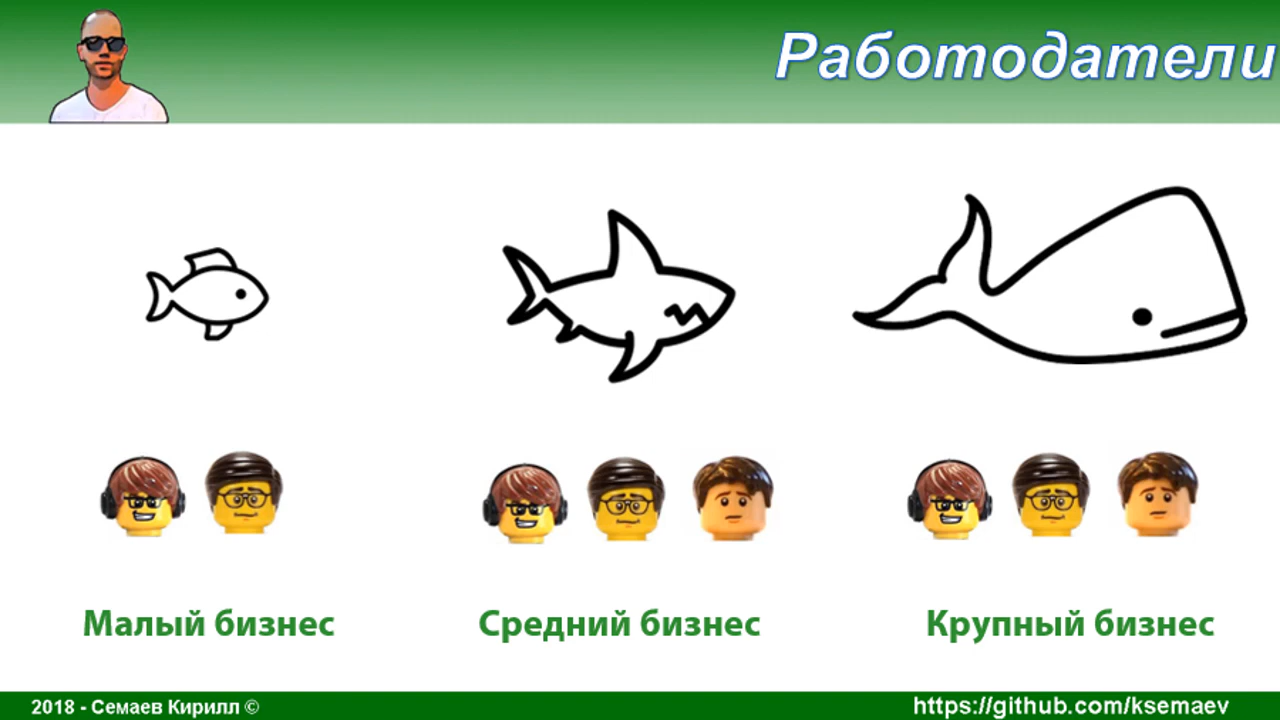 Работодатели
Малый бизнес
Средний бизнес
Крупный бизнес
2018 - Семаев Кирилл ©
https://github.com/ksemaev